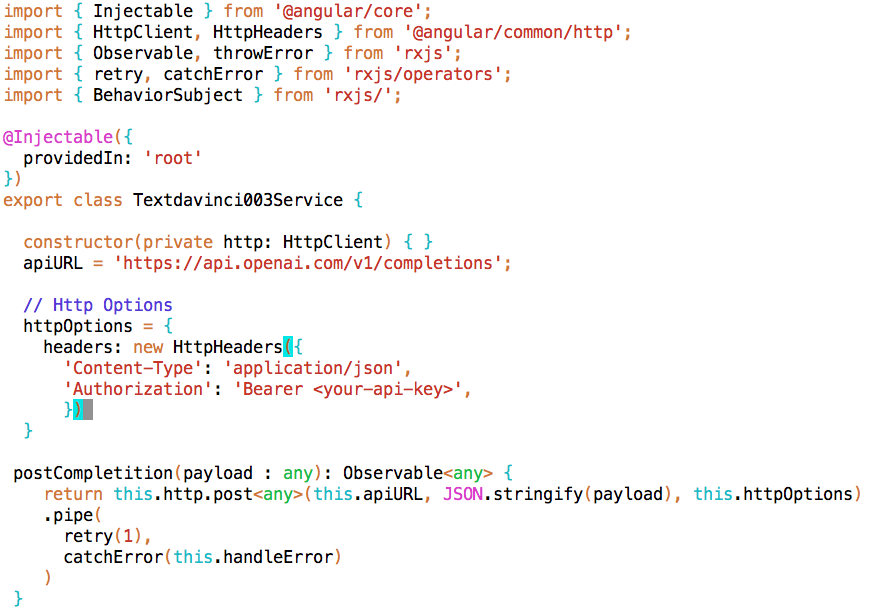 import { Injectable } from '@angular/core';
import { HttpClient, HttpHeaders } from '@angular/common/http';
import { Observable, throwError } from 'rxjs';
import { retry, catchError } from 'rxjs/operators';
import { BehaviorSubject } from 'rxjs/';

@Injectable({
  providedIn: 'root'
})
export class Textdavinci003Service {

  constructor(private http: HttpClient) { }
  apiURL = 'https://api.openai.com/v1/completions';

  // Http Options
  httpOptions = {
    headers: new HttpHeaders({
      'Content-Type': 'application/json',
      'Authorization': 'Bearer <your-api-key>',
      })
  }

 postCompletition(payload : any): Observable<any> {
    return this.http.post<any>(this.apiURL, JSON.stringify(payload), this.httpOptions)
    .pipe(
      retry(1),
      catchError(this.handleError)
    )
 }